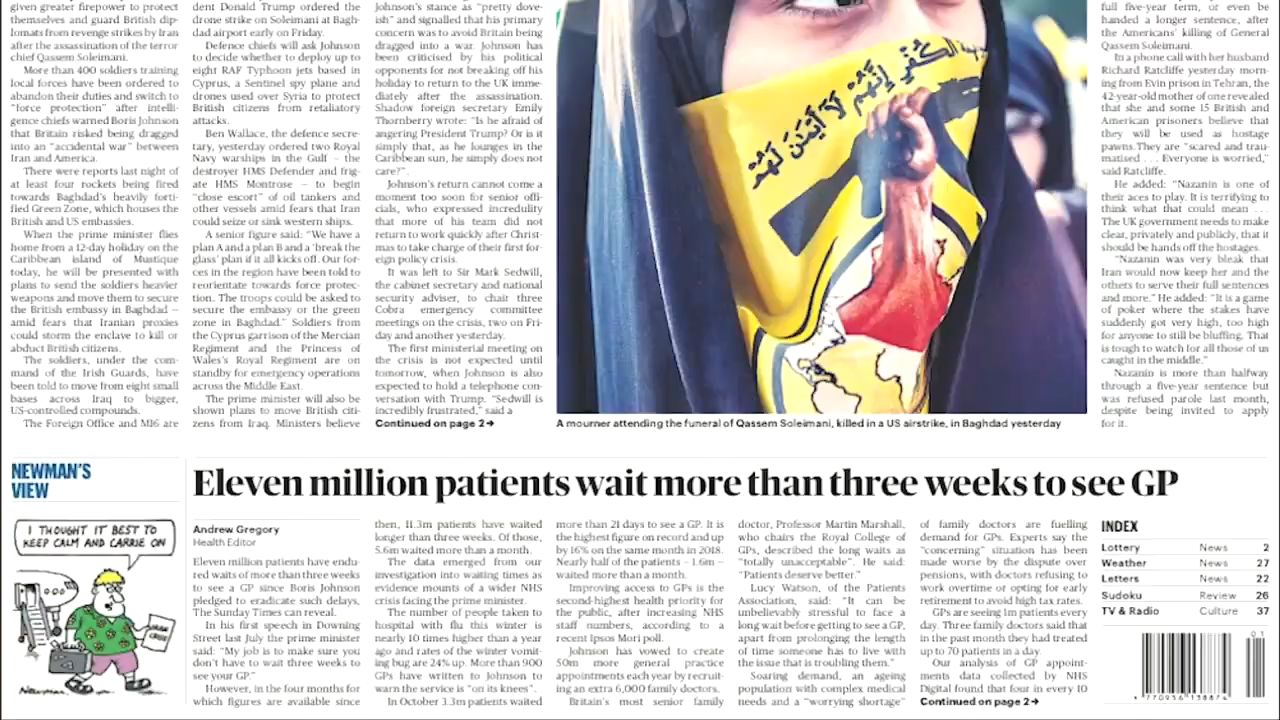 given greater firepower to protect
themselves and guard British dip-
lomats from revenge strikes by Iran
after the assassination of the terror
chief Qassem Soleimani.
More than 400 soldiers training
local forces have been ordered to
abandon their duties and switch to
"force protection" after intelli-
gence chiefs warned Boris Johnson
that Britain risked being dragged
into an "accidental war" between
Iran and America.
There were reports last night of
at least four rockets being fired
towards Baghdad's heavily forti-
fied Green Zone, which houses the
British and US embassies.
When the prime minister flies
home from a 12-day holiday on the
Caribbean island of Mustique
today, he will be presented with
plans to send the soldiers heavier
weapons and move them to secure
the British embassy in Baghdad –
amid fears that Iranian proxies
could storm the enclave to kill or
abduct British citizens.
The soldiers, under the com-
mand of the Irish Guards, have
been told to move from eight small
bases across Iraq to bigger,
US-controlled compounds.
The Foreign Office and MI6 are
dent Donald Trump ordered the
drone strike on Soleimani at Bagh-
dad airport early on Friday.
Defence chiefs will ask Johnson
to decide whether to deploy up to
eight RAF Typhoon jets based in
Cyprus, a Sentinel spy plane and
drones used over Syria to protect
British citizens from retaliatory
attacks.
Ben Wallace, the defence secre-
tary, yesterday ordered two Royal
Navy warships in the Gulf – the
destroyer HMS Defender and frig-
ate HMS Montrose – to begin
"close escort" of oil tankers and
other vessels amid fears that Iran
could seize or sink western ships.
A senior figure said: "We have a
plan A and a plan B and a 'break the
glass' plan if it all kicks off. Our for-
ces in the region have been told to
reorientate towards force protec-
tion. The troops could be asked to
secure the embassy or the green
zone in Baghdad." Soldiers from
the Cyprus garrison of the Mercian
Regiment and the Princess of
Wales's Royal Regiment are on
standby for emergency operations
across the Middle East.
The prime minister will also be
shown plans to move British citi-
zens from Iraq. Ministers believe
Johnson's stance as "pretty dove-
ish" and signalled that his primary
concern was to avoid Britain being
dragged into a war. Johnson has
been criticised by his political
opponents for not breaking off his
holiday to return to the UK imme-
diately after the assassination.
Shadow foreign secretary Emily
Thornberry wrote: "Is he afraid of
angering President Trump? Or is it
simply that, as he lounges in the
Caribbean sun, he simply does not
care?".
Johnson's return cannot come a
moment too soon for senior offi-
cials, who expressed incredulity
that more of his team did not
return to work quickly after Christ-
mas to take charge of their first for-
eign policy crisis.
It was left to Sir Mark Sedwill,
the cabinet secretary and national
security adviser, to chair three
Cobra emergency committee
meetings on the crisis, two on Fri-
day and another yesterday.
The first ministerial meeting on
the crisis is not expected until
tomorrow, when Johnson is also
expected to hold a telephone con-
versation with Trump. "Sedwill is
incredibly frustrated," said a
Continued on page 2→
الكُفْرِ إِنَّهُمْ لَآ أَيْمَٰنَ لَهُمْ
A mourner attending the funeral of Qassem Soleimani, killed in a US airstrike, in Baghdad yesterday
full five-year term, or even be
handed a longer sentence, after
the Americans' killing of General
Qassem Soleimani.
In a phone call with her husband
Richard Ratcliffe yesterday morn-
ing from Evin prison in Tehran, the
42-year-old mother of one revealed
that she and some 15 British and
American prisoners believe that
they will be used as hostage
pawns. They are "scared and trau-
matised . . . Everyone is worried,"
said Ratcliffe.
He added: "Nazanin is one of
their aces to play. It is terrifying to
think what that could mean . . .
The UK government needs to make
clear, privately and publicly, that it
should be hands off the hostages.
"Nazanin was very bleak that
Iran would now keep her and the
others to serve their full sentences
and more." He added: "It is a game
of poker where the stakes have
suddenly got very high, too high
for anyone to still be bluffing. That
is tough to watch for all those of us
caught in the middle."
Nazanin is more than halfway
through a five-year sentence but
was refused parole last month,
despite being invited to apply
for it.
NEWMAN'S
VIEW
I THOUGHT IT BEST TO
KEEP CALM AND CARRIE ON
Newman
Eleven million patients wait more than three weeks to see GP
Andrew Gregory
Health Editor
Eleven million patients have endu-
red waits of more than three weeks
to see a GP since Boris Johnson
pledged to eradicate such delays,
The Sunday Times can reveal.
In his first speech in Downing
Street last July the prime minister
said: "My job is to make sure you
don't have to wait three weeks to
see your GP."
However, in the four months for
which figures are available since
then, 11.3m patients have waited
longer than three weeks. Of those,
5.6m waited more than a month.
The data emerged from our
investigation into waiting times as
evidence mounts of a wider NHS
crisis facing the prime minister.
The number of people taken to
hospital with flu this winter is
nearly 10 times higher than a year
ago and rates of the winter vomit-
ing bug are 24% up. More than 900
GPs have written to Johnson to
warn the service is "on its knees".
In October 3.3m patients waited
more than 21 days to see a GP. It is
the highest figure on record and up
by 16% on the same month in 2018.
Nearly half of the patients – 1.6m –
waited more than a month.
Improving access to GPs is the
second-highest health priority for
the public, after increasing NHS
staff numbers, according to a
recent Ipsos Mori poll.
Johnson has vowed to create
50m more general practice
appointments each year by recruit-
ing an extra 6,000 family doctors.
Britain's most senior family
doctor, Professor Martin Marshall,
who chairs the Royal College of
GPs, described the long waits as
"totally unacceptable". He said:
"Patients deserve better."
Lucy Watson, of the Patients
Association, said: "It can be
unbelievably stressful to face a
long wait before getting to see a GP,
apart from prolonging the length
of time someone has to live with
the issue that is troubling them."
Soaring demand, an ageing
population with complex medical
needs and a "worrying shortage"
of family doctors are fuelling
demand for GPs. Experts say the
"concerning" situation has been
made worse by the dispute over
pensions, with doctors refusing to
work overtime or opting for early
retirement to avoid high tax rates.
GPs are seeing im patients every
day. Three family doctors said that
in the past month they had treated
up to 70 patients in a day.
Our analysis of GP appoint-
ments data collected by NHS
Digital found that four in every 10
Continued on page 2→
INDEX
Lottery News 2
Weather News 27
Letters News 22
Sudoku Review 26
TV & Radio Culture 37
01
9 770956 138874